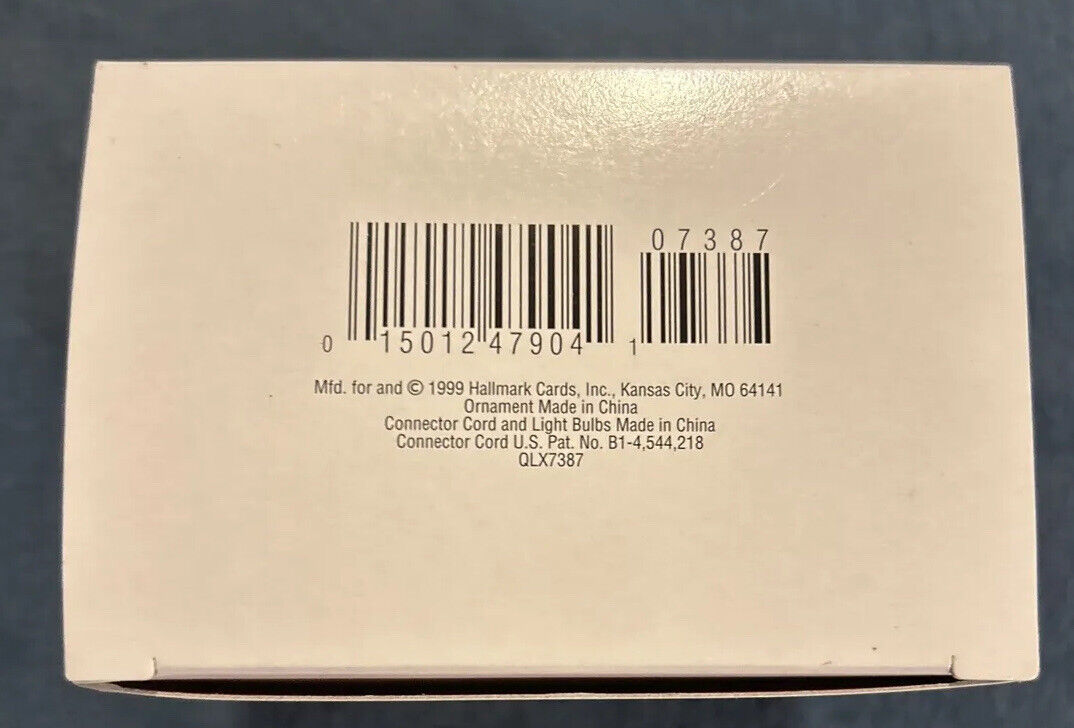 07387
0 15012 47904 1
Mfd. for and © 1999 Hallmark Cards, Inc., Kansas City, MO 64141
Ornament Made in China
Connector Cord and Light Bulbs Made in China
Connector Cord U.S. Pat. No. B1-4,544,218
QLX7387